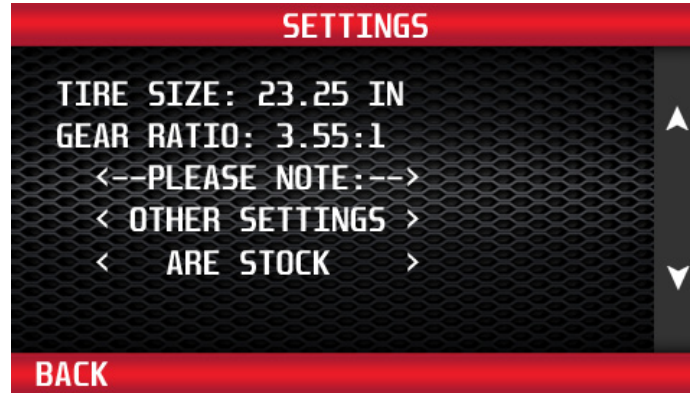 SETTINGS
TIRE SIZE: 23.25 IN
GEAR RATIO: 3.55:1
<--PLEASE NOTE:-->
< OTHER SETTINGS >
< ARE STOCK >
BACK